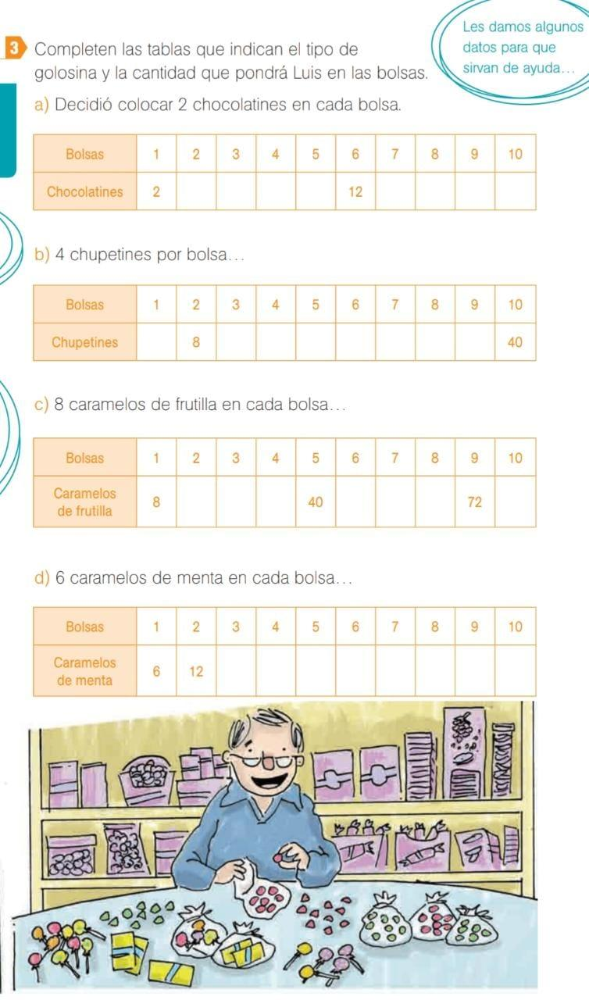 Les damos algunos
datos para que
sirvan de ayuda...
3 Completen las tablas que indican el tipo de
golosina y la cantidad que pondrá Luis en las bolsas.
a) Decidió colocar 2 chocolatines en cada bolsa.
Bolsas 1 2 3 4 5 6 7 8 9 10
Chocolatines 2 12
b) 4 chupetines por bolsa...
Bolsas 1 2 3 4 5 6 7 8 9 10
Chupetines 8 40
c) 8 caramelos de frutilla en cada bolsa...
Bolsas 1 2 3 4 5 6 7 8 9 10
Caramelos
de frutilla 8 40 72
d) 6 caramelos de menta en cada bolsa...
Bolsas 1 2 3 4 5 6 7 8 9 10
Caramelos
de menta 6 12